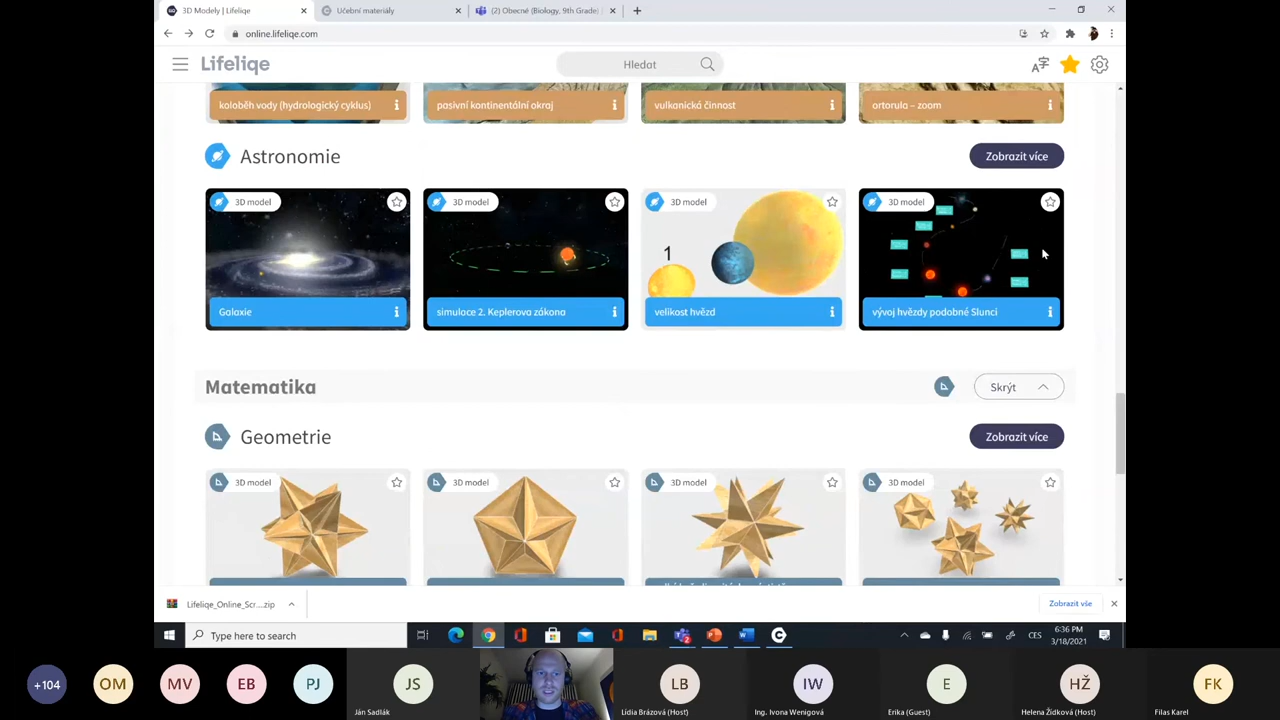 3D Modely | Lifeliqe
Učební materiály
(2) Obecné (Biology, 9th Grade) |
online.lifeliqe.com
Lifeliqe
Hledat
koloběh vody (hydrologický cyklus)
pasivní kontinentální okraj
vulkanická činnost
ortorula – zoom
Astronomie
Zobrazit více
3D model
3D model
3D model
3D model
1
Galaxie
simulace 2. Keplerova zákona
velikost hvězd
vývoj hvězdy podobné Slunci
Matematika
Skrýt
Geometrie
Zobrazit více
3D model
3D model
3D model
3D model
Lifeliqe_Online_Scr....zip
Zobrazit vše
Type here to search
CES
6:36 PM
3/18/2021
+104
OM
MV
EB
PJ
JS
Ján Sadlák
LB
Lidia Brázová (Host)
IW
Ing. Ivona Wenigová
E
Erika (Guest)
HŽ
Helena Židková (Host)
FK
Filas Karel